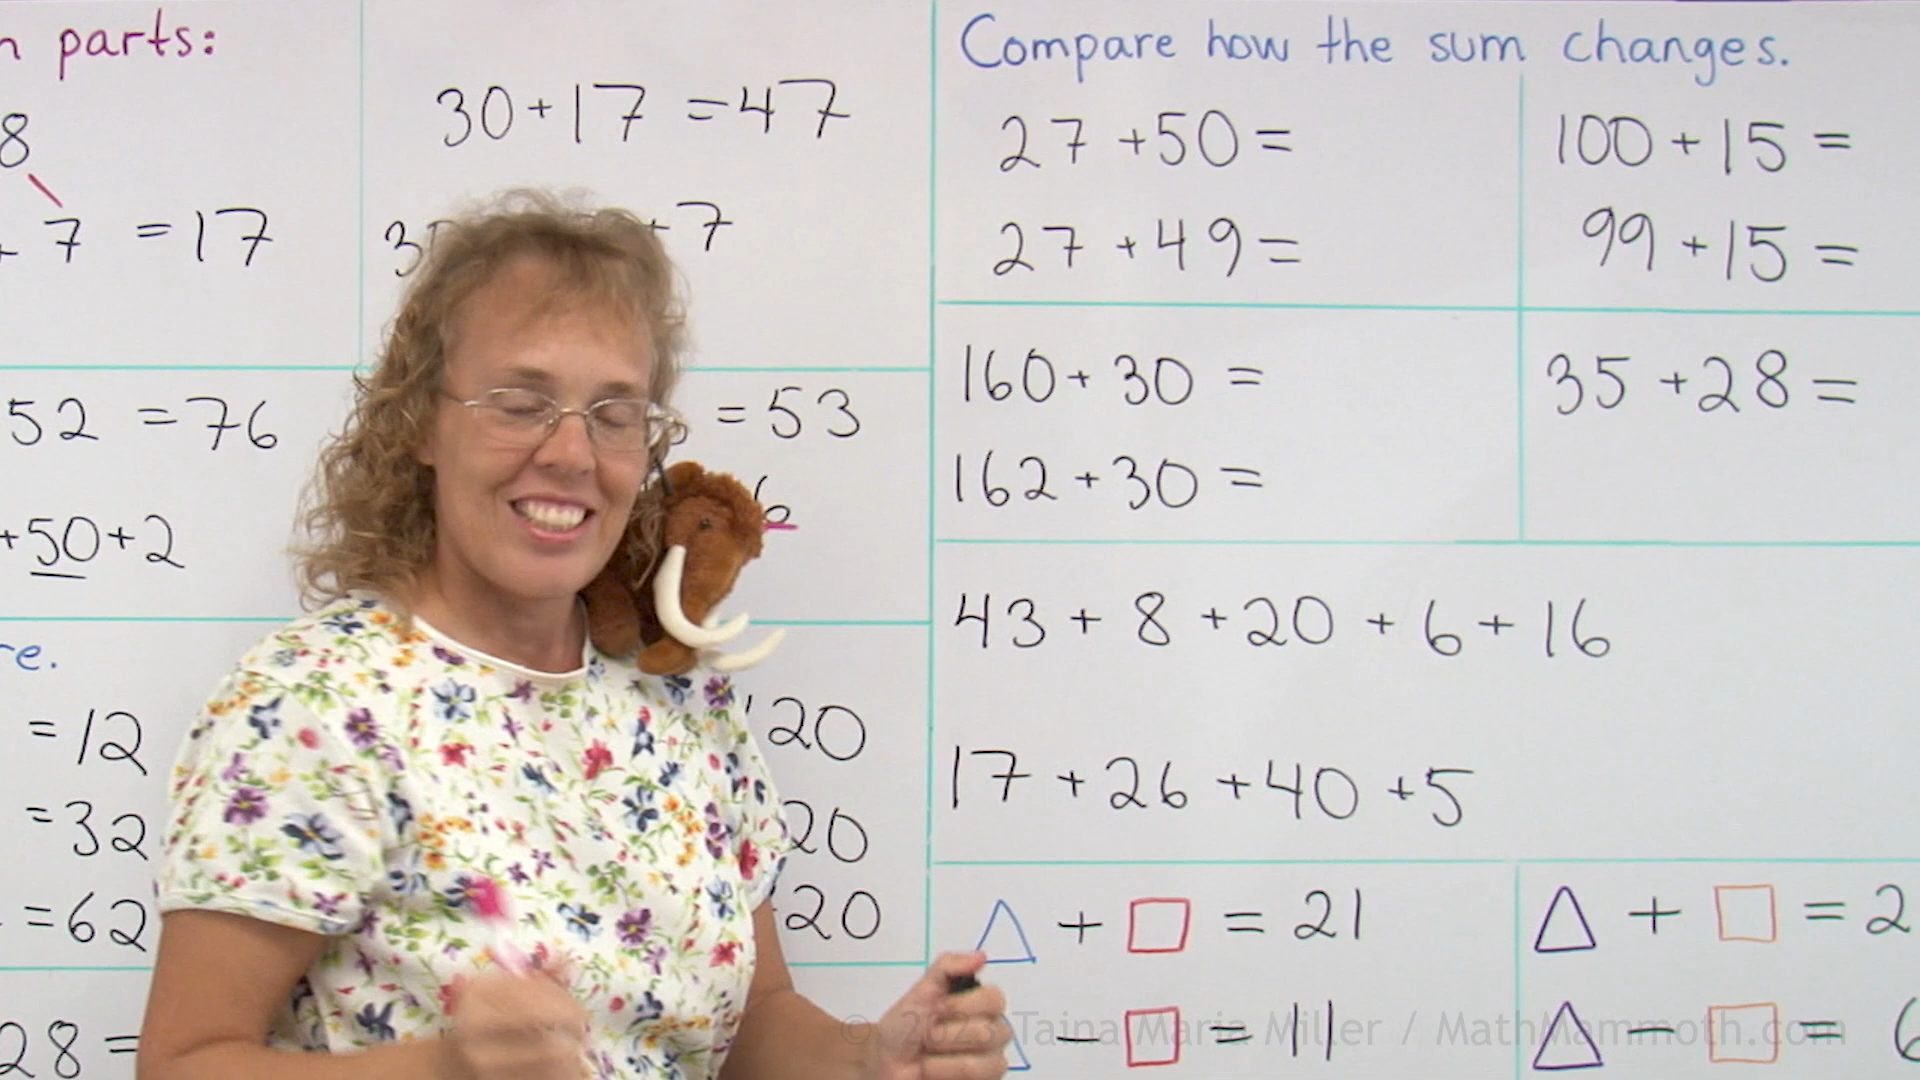 parts:
8
+ 7 = 17
30 + 17 = 47
+ 7
52 = 76
+ 50 + 2
= 53
6
re.
= 12
= 32
= 62
20
20
20
28 =
Compare how the sum changes.
27 + 50 =
27 + 49 =
100 + 15 =
99 + 15 =
160 + 30 =
162 + 30 =
35 + 28 =
43 + 8 + 20 + 6 + 16
17 + 26 + 40 + 5
△ + □ = 21
− □ = 11
△ + □ = 2
△ − □ = 6
© 2023 Taina Maria Miller / MathMammoth.com